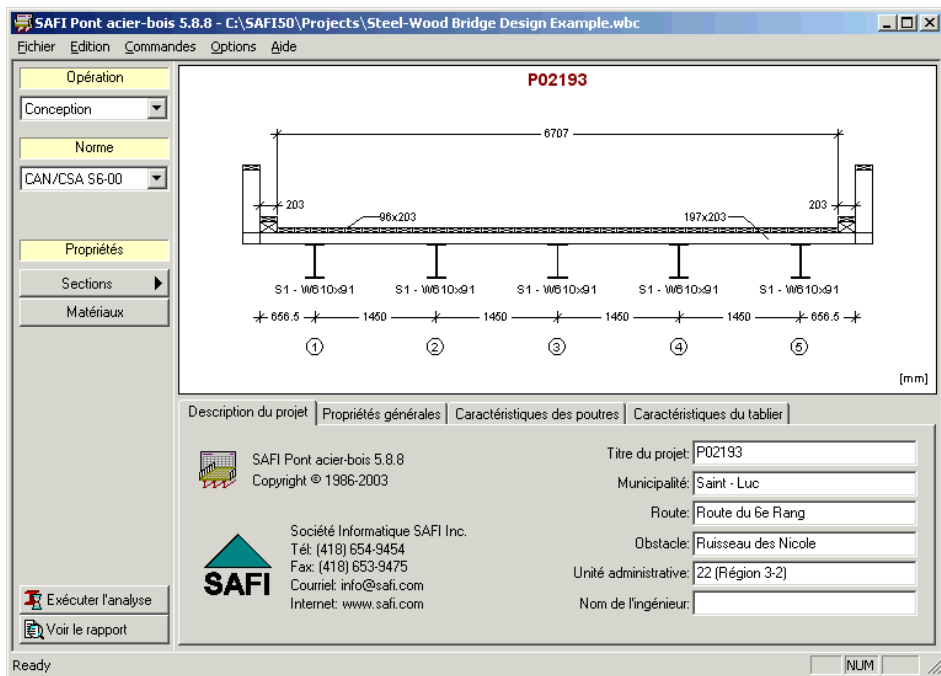 SAFI Pont acier-bois 5.8.8 - C:\SAFI50\Projects\Steel-Wood Bridge Design Example.wbc
Fichier Edition Commandes Options Aide
Opération
Conception
Norme
CAN/CSA S6-00
Propriétés
Sections
Matériaux
Exécuter l'analyse
Voir le rapport
P02193
6707
203 96x203 197x203 203
S1 - W610x91 S1 - W610x91 S1 - W610x91 S1 - W610x91 S1 - W610x91
656.5 1450 1450 1450 1450 656.5
1 2 3 4 5
[mm]
Description du projet Propriétés générales Caractéristiques des poutres Caractéristiques du tablier
SAFI Pont acier-bois 5.8.8
Copyright © 1986-2003
SAFI
Société Informatique SAFI Inc.
Tél: (418) 654-9454
Fax: (418) 653-9475
Courriel: info@safi.com
Internet: www.safi.com
Titre du projet: P02193
Municipalité: Saint - Luc
Route: Route du 6e Rang
Obstacle: Ruisseau des Nicole
Unité administrative: 22 (Région 3-2)
Nom de l'ingénieur:
Ready NUM